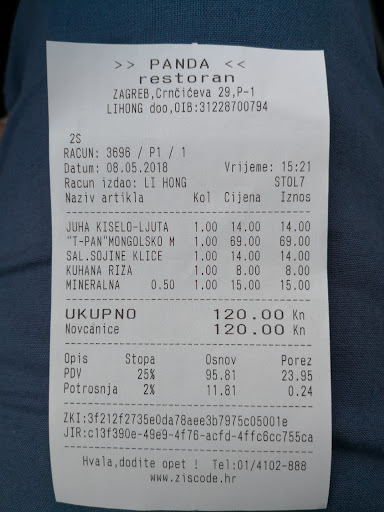 >> PANDA <<
restoran
ZAGREB,Crnčićeva 29,P-1
LIHONG doo,OIB:31228700794
2S
RACUN: 3696 / P1 / 1
Datum: 08.05.2018 Vrijeme: 15:21
Racun izdao: LI HONG STOL7
Naziv artikla Kol Cijena Iznos
JUHA KISELO-LJUTA 1.00 14.00 14.00
"T-PAN"MONGOLSKO M 1.00 69.00 69.00
SAL.SOJINE KLICE 1.00 14.00 14.00
KUHANA RIZA 1.00 8.00 8.00
MINERALNA 0.50 1.00 15.00 15.00
UKUPNO 120.00 Kn
Novcanice 120.00 Kn
Opis Stopa Osnov Porez
PDV 25% 95.81 23.95
Potrosnja 2% 11.81 0.24
ZKI:3f212f2735e0da78aee3b7975c05001e
JIR:c13f390e-49e9-4f76-acfd-4ffc6cc755ca
Hvala,dodite opet ! Tel:01/4102-888
www.ziscode.hr